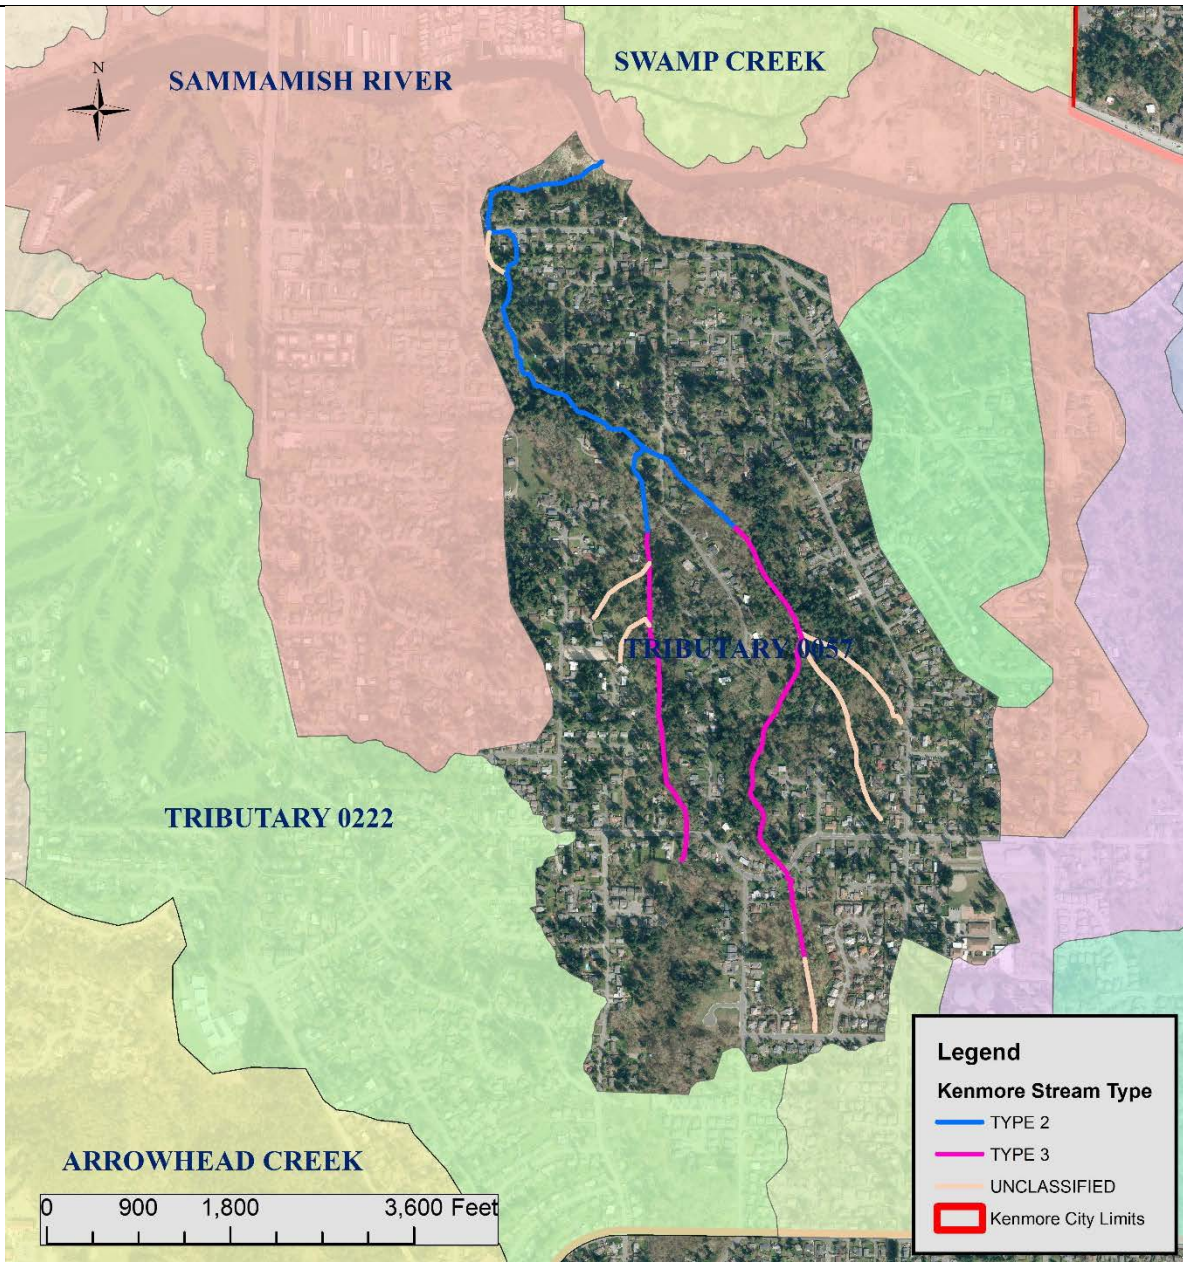 N
SAMMAMISH RIVER
SWAMP CREEK
TRIBUTARY 0057
TRIBUTARY 0222
ARROWHEAD CREEK
0 900 1,800 3,600 Feet
Legend
Kenmore Stream Type
TYPE 2
TYPE 3
UNCLASSIFIED
Kenmore City Limits